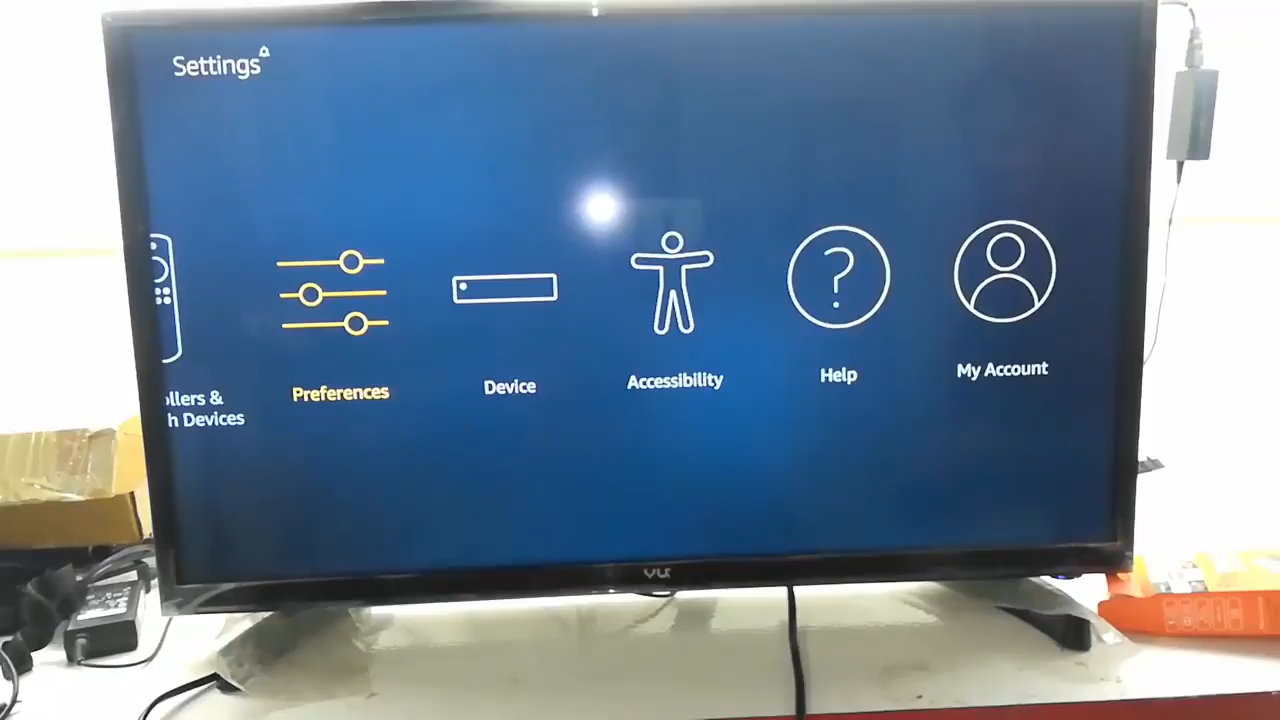 Settings
ollers &
h Devices
Preferences
Device
Accessibility
Help
My Account
VU